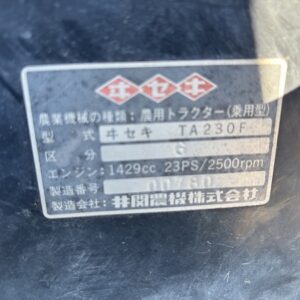 ヰセキ
農業機械の種類:農用トラクター(乗用型)
型式 ヰセキ TA230F
区分 G
エンジン:1429cc 23PS/2500rpm
製造番号
製造会社:井関農機株式会社